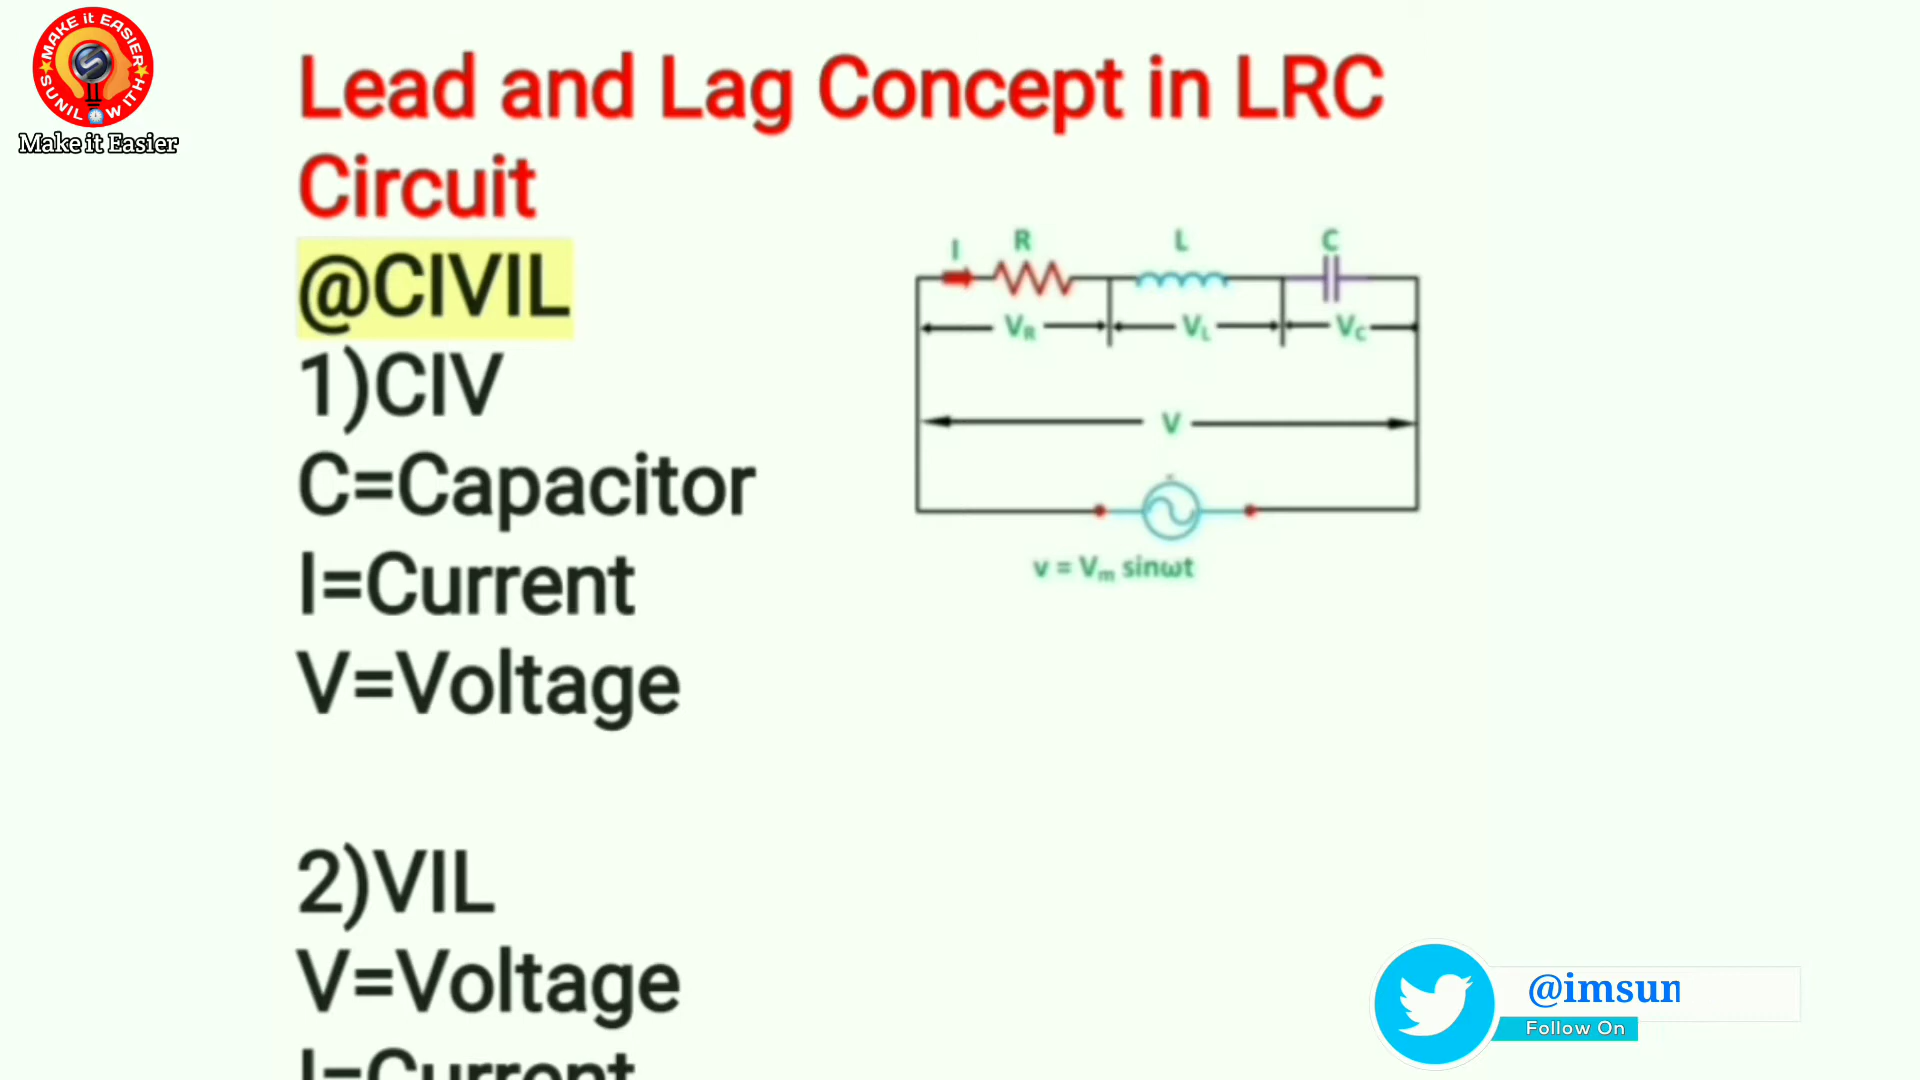 MAKE it EASIER
SUNIL WITH
Make it Easier
Lead and Lag Concept in LRC
Circuit
@CIVIL
1)CIV
C=Capacitor
I=Current
V=Voltage
2)VIL
V=Voltage
I=Current
I R L C
VR VL VC
V
v = Vm sinωt
@imsun
Follow On